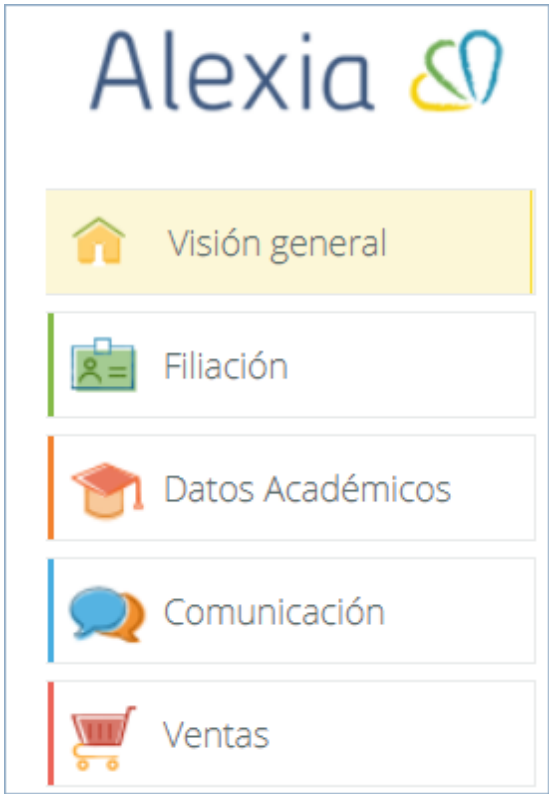 Alexia
Visión general
Filiación
Datos Académicos
Comunicación
Ventas